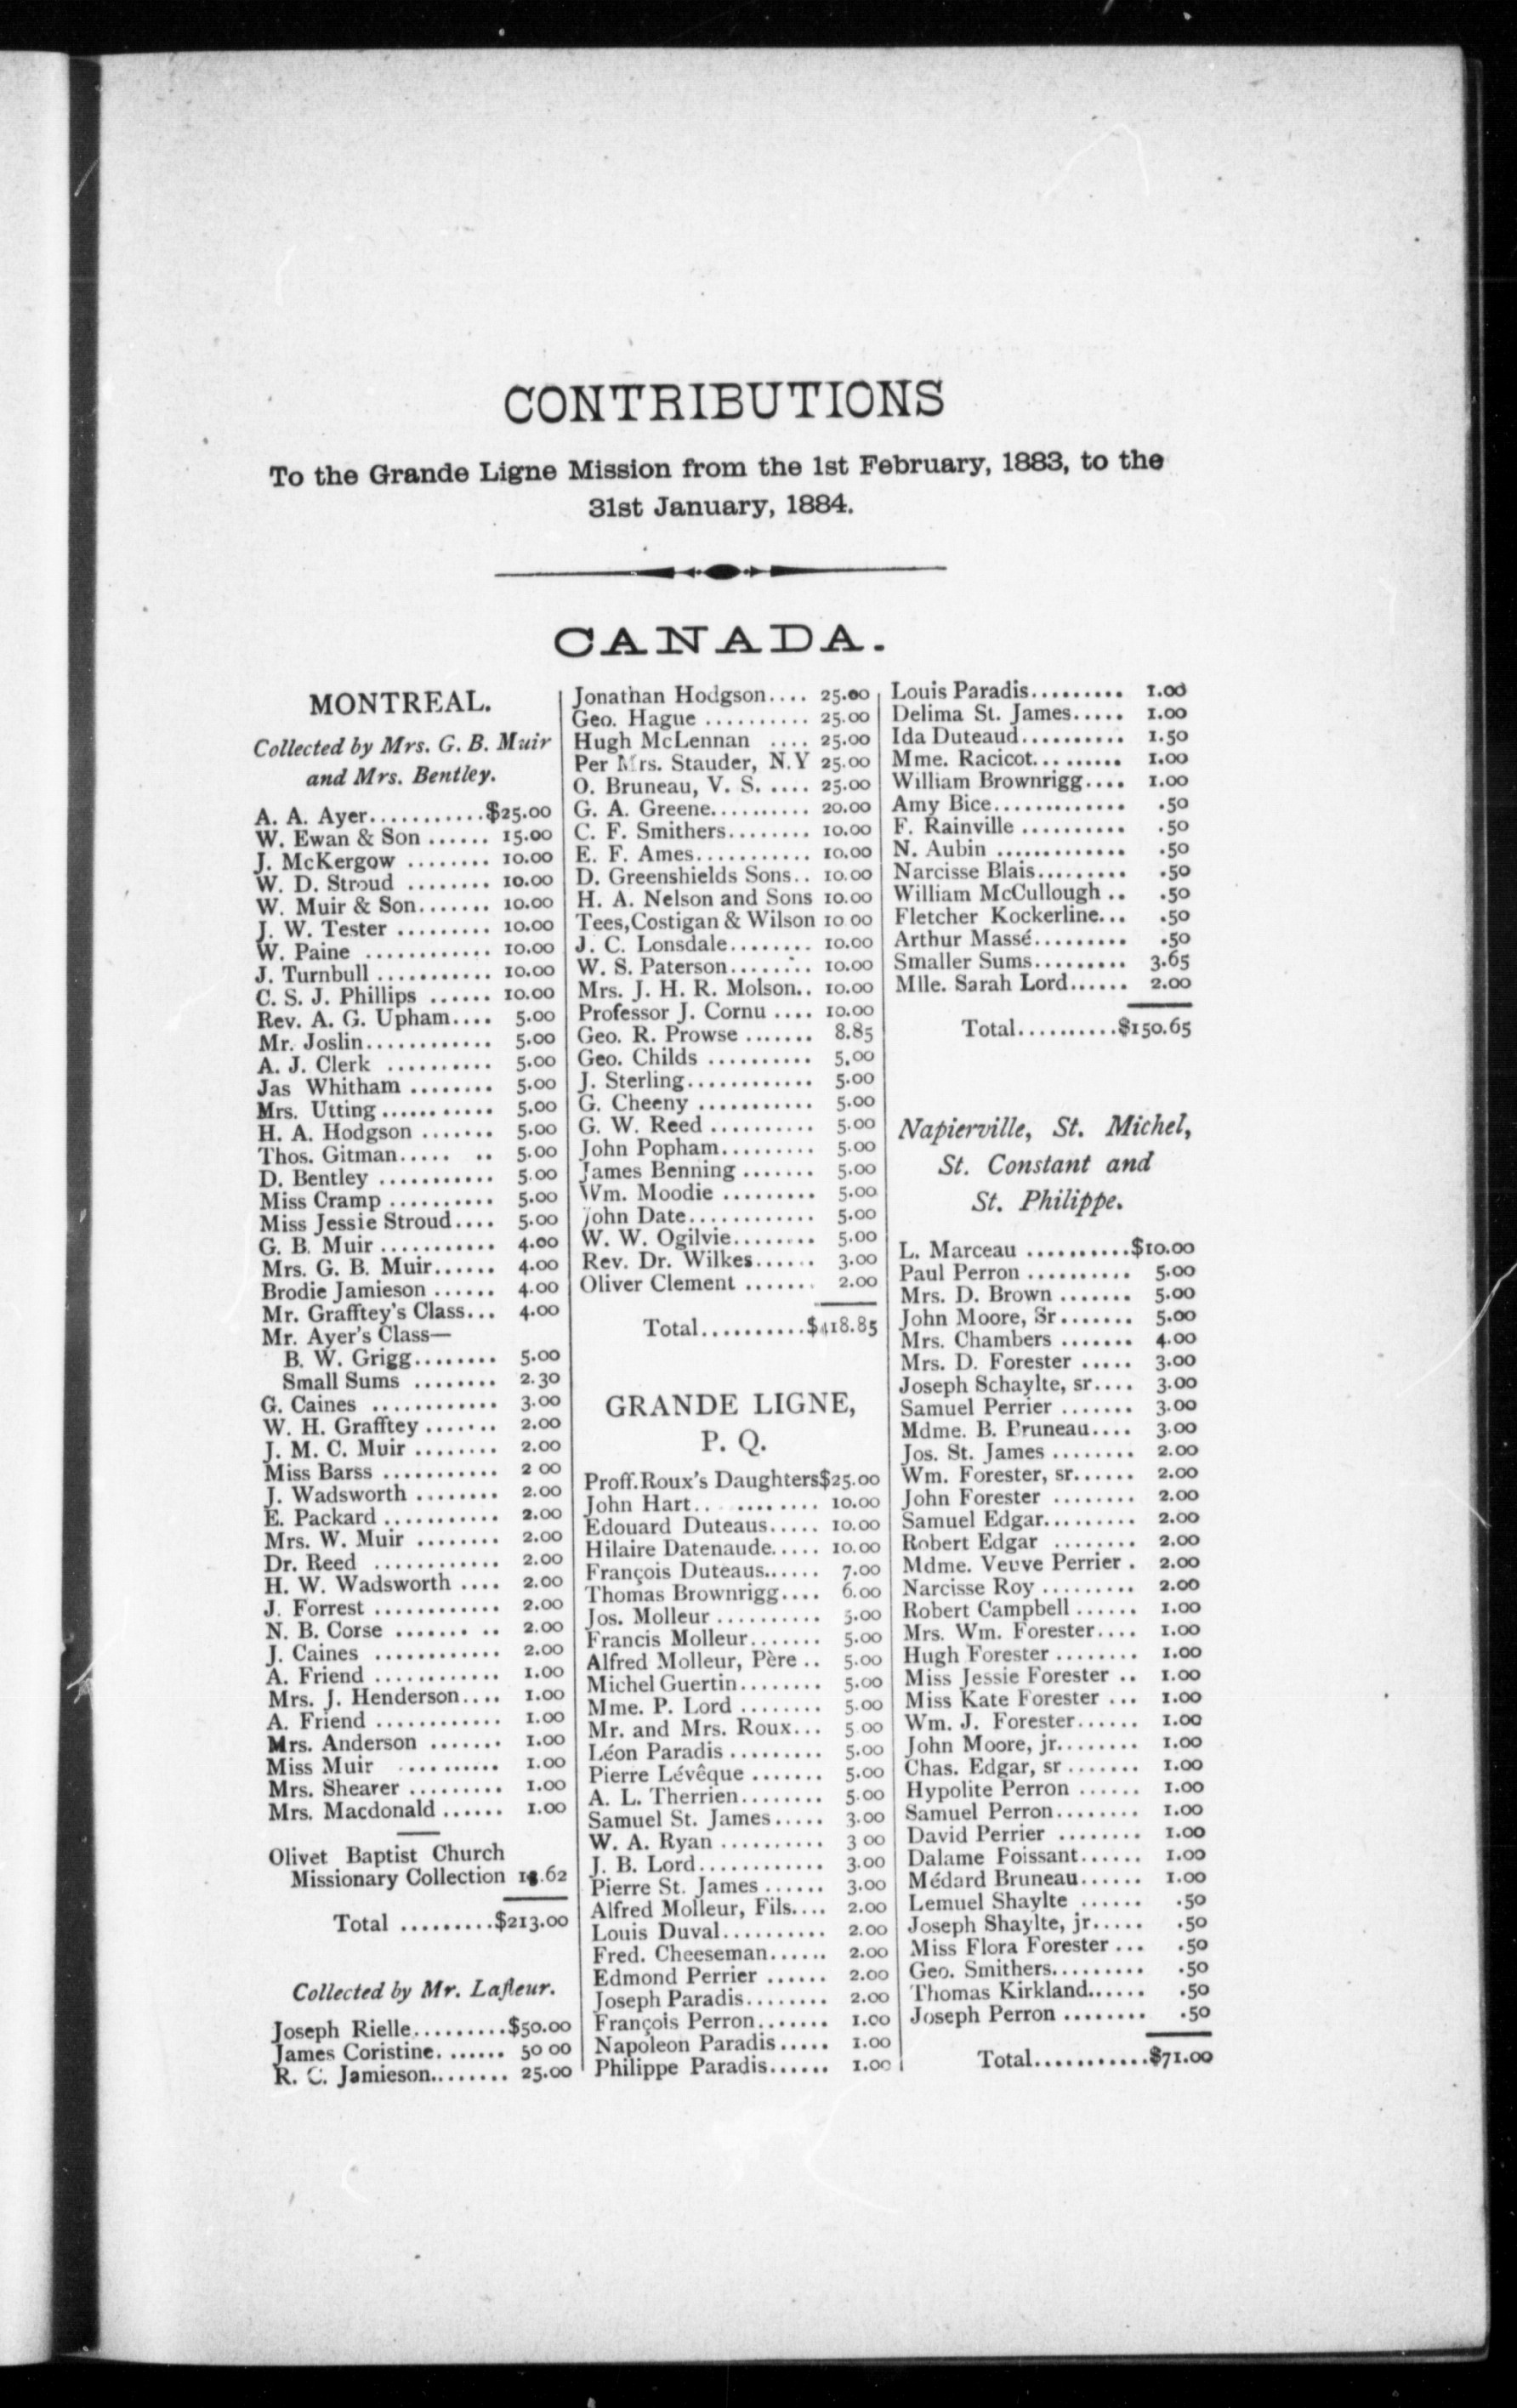 CONTRIBUTIONS
To the Grande Ligne Mission from the 1st February, 1883, to the
31st January, 1884.
CANADA.
MONTREAL.
Collected by Mrs. G. B. Muir
and Mrs. Bentley.
A. A. Ayer...........$25.00
W. Ewan & Son ...... 15.00
J. McKergow ........ 10.00
W. D. Stroud ........ 10.00
W. Muir & Son....... 10.00
J. W. Tester ......... 10.00
W. Paine ............ 10.00
J. Turnbull ........... 10.00
C. S. J. Phillips ...... 10.00
Rev. A. G. Upham.... 5.00
Mr. Joslin............ 5.00
A. J. Clerk .......... 5.00
Jas Whitham ........ 5.00
Mrs. Utting........... 5.00
H. A. Hodgson ....... 5.00
Thos. Gitman..... .. 5.00
D. Bentley ........... 5.00
Miss Cramp .......... 5.00
Miss Jessie Stroud.... 5.00
G. B. Muir ........... 4.00
Mrs. G. B. Muir...... 4.00
Brodie Jamieson ...... 4.00
Mr. Grafftey's Class... 4.00
Mr. Ayer's Class—
B. W. Grigg........ 5.00
Small Sums ........ 2.30
G. Caines ............ 3.00
W. H. Grafftey ....... 2.00
J. M. C. Muir ........ 2.00
Miss Barss ........... 2 00
J. Wadsworth ........ 2.00
E. Packard ........... 2.00
Mrs. W. Muir ........ 2.00
Dr. Reed ............ 2.00
H. W. Wadsworth .... 2.00
J. Forrest ............ 2.00
N. B. Corse ....... .. 2.00
J. Caines ............ 2.00
A. Friend ............ 1.00
Mrs. J. Henderson.... 1.00
A. Friend ............ 1.00
Mrs. Anderson ....... 1.00
Miss Muir .......... 1.00
Mrs. Shearer ......... 1.00
Mrs. Macdonald ...... 1.00
Olivet Baptist Church
Missionary Collection
Total .........$213.00
Collected by Mr. Lafleur.
Joseph Rielle.........$50.00
James Coristine. ...... 50 00
R. C. Jamieson........ 25.00
Jonathan Hodgson.... 25.00
Geo. Hague .......... 25.00
Hugh McLennan .... 25.00
Per Mrs. Stauder, N.Y 25.00
O. Bruneau, V. S. .... 25.00
G. A. Greene.......... 20.00
C. F. Smithers........ 10.00
E. F. Ames........... 10.00
D. Greenshields Sons.. 10.00
H. A. Nelson and Sons 10.00
Tees,Costigan & Wilson 10 00
J. C. Lonsdale........ 10.00
W. S. Paterson........ 10.00
Mrs. J. H. R. Molson.. 10.00
Professor J. Cornu .... 10.00
Geo. R. Prowse ....... 8.85
Geo. Childs .......... 5.00
J. Sterling............ 5.00
G. Cheeny ........... 5.00
G. W. Reed .......... 5.00
John Popham......... 5.00
James Benning ....... 5.00
Wm. Moodie ......... 5.00
John Date............ 5.00
W. W. Ogilvie........ 5.00
Rev. Dr. Wilkes...... 3.00
Oliver Clement ....... 2.00
Total..........$418.85
GRANDE LIGNE,
P. Q.
Proff.Roux's Daughters$25.00
John Hart.. ........ 10.00
Edouard Duteaus..... 10.00
Hilaire Datenaude..... 10.00
François Duteaus...... 7.00
Thomas Brownrigg.... 6.00
Jos. Molleur .......... 5.00
Francis Molleur....... 5.00
Alfred Molleur, Père .. 5.00
Michel Guertin........ 5.00
Mme. P. Lord ........ 5.00
Mr. and Mrs. Roux... 5 00
Léon Paradis ......... 5.00
Pierre Lévêque ....... 5.00
A. L. Therrien........ 5.00
Samuel St. James..... 3.00
W. A. Ryan .......... 3 00
J. B. Lord............ 3.00
Pierre St. James ...... 3.00
Alfred Molleur, Fils.... 2.00
Louis Duval.......... 2.00
Fred. Cheeseman...... 2.00
Edmond Perrier ...... 2.00
Joseph Paradis........ 2.00
François Perron....... 1.00
Napoleon Paradis ..... 1.00
Philippe Paradis...... 1.00
Louis Paradis......... 1.00
Delima St. James..... 1.00
Ida Duteaud.......... 1.50
Mme. Racicot......... 1.00
William Brownrigg.... 1.00
Amy Bice............. .50
F. Rainville .......... .50
N. Aubin ............. .50
Narcisse Blais......... .50
William McCullough .. .50
Fletcher Kockerline... .50
Arthur Massé......... .50
Smaller Sums......... 3.65
Mlle. Sarah Lord...... 2.00
Total..........$150.65
Napierville, St. Michel,
St. Constant and
St. Philippe.
L. Marceau ..........$10.00
Paul Perron .......... 5.00
Mrs. D. Brown ....... 5.00
John Moore, Sr....... 5.00
Mrs. Chambers ....... 4.00
Mrs. D. Forester ..... 3.00
Joseph Schaylte, sr.... 3.00
Samuel Perrier ....... 3.00
Mdme. B. Bruneau.... 3.00
Jos. St. James ........ 2.00
Wm. Forester, sr...... 2.00
John Forester ........ 2.00
Samuel Edgar......... 2.00
Robert Edgar ........ 2.00
Mdme. Veuve Perrier . 2.00
Narcisse Roy ......... 2.00
Robert Campbell ...... 1.00
Mrs. Wm. Forester.... 1.00
Hugh Forester ........ 1.00
Miss Jessie Forester .. 1.00
Miss Kate Forester ... 1.00
Wm. J. Forester...... 1.00
John Moore, jr........ 1.00
Chas. Edgar, sr ....... 1.00
Hypolite Perron ...... 1.00
Samuel Perron........ 1.00
David Perrier ........ 1.00
Dalame Foissant...... 1.00
Médard Bruneau...... 1.00
Lemuel Shaylte ...... .50
Joseph Shaylte, jr..... .50
Miss Flora Forester ... .50
Geo. Smithers......... .50
Thomas Kirkland...... .50
Joseph Perron ........ .50
Total...........$71.00